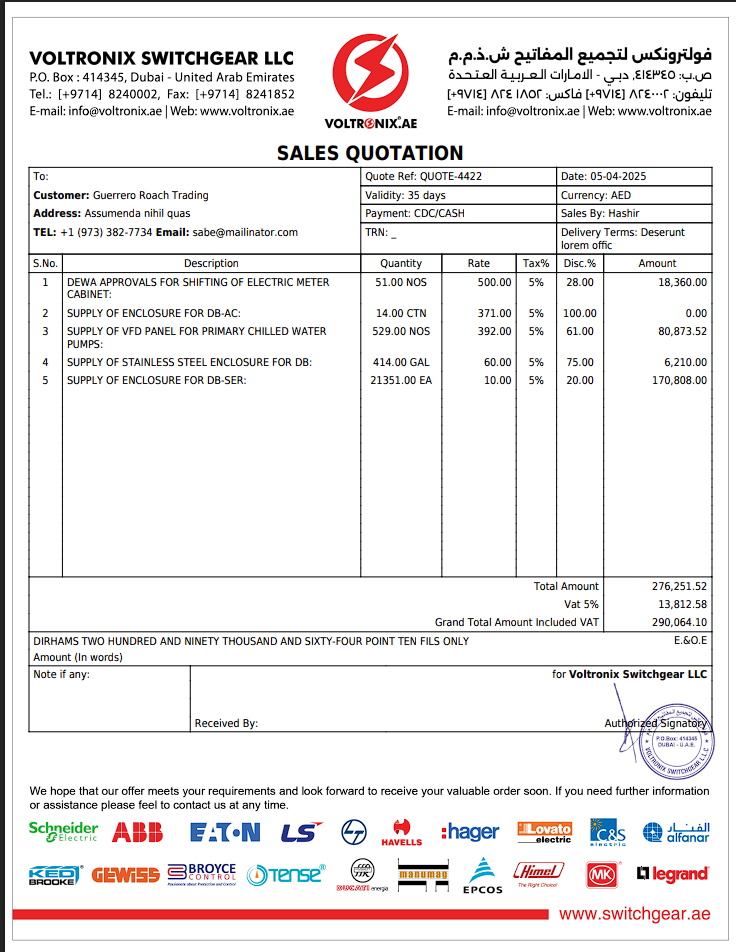 VOLTRONIX SWITCHGEAR LLC
P.O. Box : 414345, Dubai - United Arab Emirates
Tel.: [+9714] 8240002, Fax: [+9714] 8241852
E-mail: info@voltronix.ae | Web: www.voltronix.ae
VOLTRONIX.AE
فولترونكس لتجميع المفاتيح ش.ذ.م.م
ص.ب: ٤١٤٣٤٥، دبـي - الامارات العـربيـة المتـحـدة
تليفون: ٨٢٤٠٠٠٢ [٩٧١٤+] فاكس: ٨٢٤١٨٥٢ [٩٧١٤+]
E-mail: info@voltronix.ae | Web: www.voltronix.ae
SALES QUOTATION
To:
Customer: Guerrero Roach Trading
Address: Assumenda nihil quas
TEL: +1 (973) 382-7734 Email: sabe@mailinator.com
Quote Ref: QUOTE-4422
Validity: 35 days
Payment: CDC/CASH
TRN: _
Date: 05-04-2025
Currency: AED
Sales By: Hashir
Delivery Terms: Deserunt
lorem offic
S.No. Description Quantity Rate Tax% Disc.% Amount
1 DEWA APPROVALS FOR SHIFTING OF ELECTRIC METER 51.00 NOS 500.00 5% 28.00 18,360.00
CABINET:
2 SUPPLY OF ENCLOSURE FOR DB-AC: 14.00 CTN 371.00 5% 100.00 0.00
3 SUPPLY OF VFD PANEL FOR PRIMARY CHILLED WATER 529.00 NOS 392.00 5% 61.00 80,873.52
PUMPS:
4 SUPPLY OF STAINLESS STEEL ENCLOSURE FOR DB: 414.00 GAL 60.00 5% 75.00 6,210.00
5 SUPPLY OF ENCLOSURE FOR DB-SER: 21351.00 EA 10.00 5% 20.00 170,808.00
Total Amount 276,251.52
Vat 5% 13,812.58
Grand Total Amount Included VAT 290,064.10
DIRHAMS TWO HUNDRED AND NINETY THOUSAND AND SIXTY-FOUR POINT TEN FILS ONLY E.&O.E
Amount (In words)
Note if any:
Received By:
for Voltronix Switchgear LLC
Authorized Signatory
P.O.Box: 414345
DUBAI - U.A.E.
VOLTRONIX SWITCHGEAR L.L.C
We hope that our offer meets your requirements and look forward to receive your valuable order soon. If you need further information
or assistance please feel to contact us at any time.
Schneider Electric
ABB
EATON
LS
LT
HAVELLS
:hager
Lovato electric
C&S electric
الفنار alfanar
KED BROOKE
GEWISS
BROYCE CONTROL
TENSE
DUCATI energia
manumag
EPCOS
Himel
The Right Choice!
MK
legrand
www.switchgear.ae